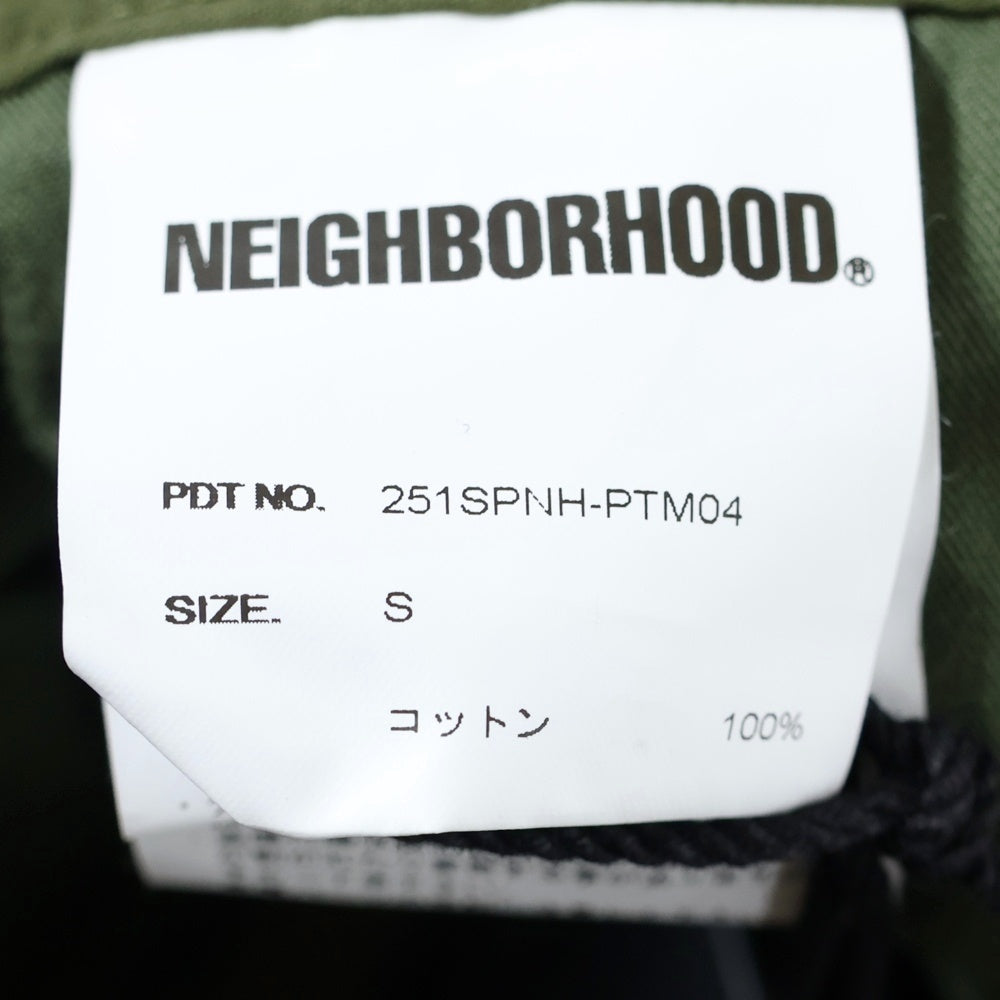 NEIGHBORHOOD®
PDT NO. 251SPNH-PTM04
SIZE. S
コットン 100%